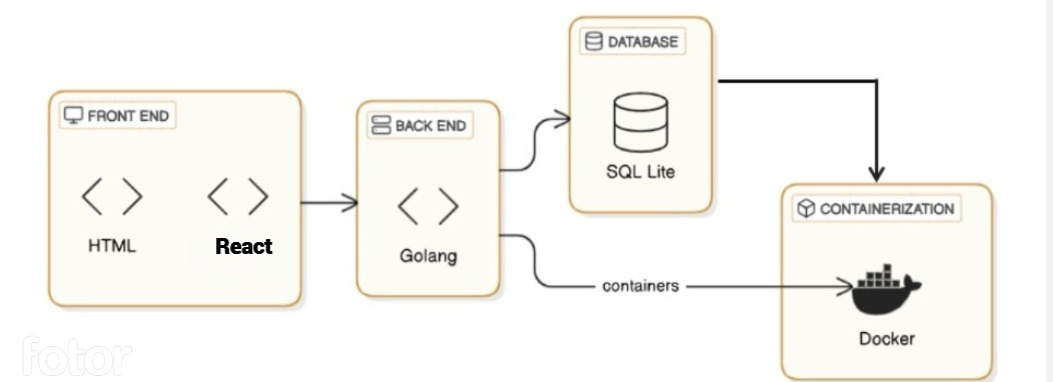 FRONT END
HTML
React
BACK END
Golang
DATABASE
SQL Lite
containers
CONTAINERIZATION
Docker
fotor